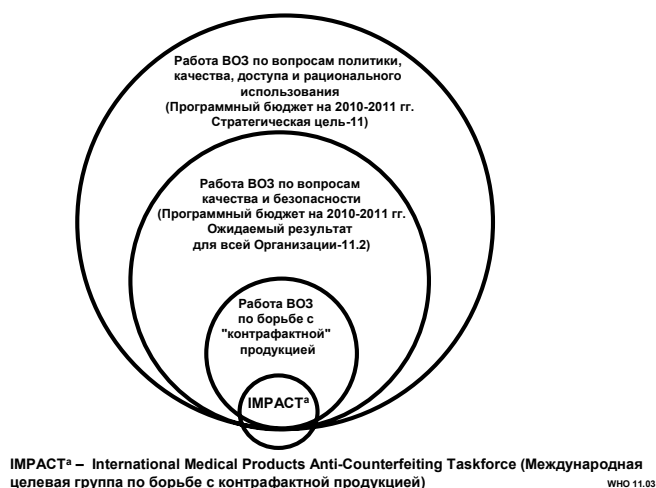 Работа ВОЗ по вопросам политики,
качества, доступа и рационального
использования
(Программный бюджет на 2010-2011 гг.
Стратегическая цель-11)
Работа ВОЗ по вопросам
качества и безопасности
(Программный бюджет на 2010-2011 гг.
Ожидаемый результат
для всей Организации-11.2)
Работа ВОЗ
по борьбе с
"контрафактной"
продукцией
IMPACTª
IMPACTª – International Medical Products Anti-Counterfeiting Taskforce (Международная
целевая группа по борьбе с контрафактной продукцией)
WHO 11.03